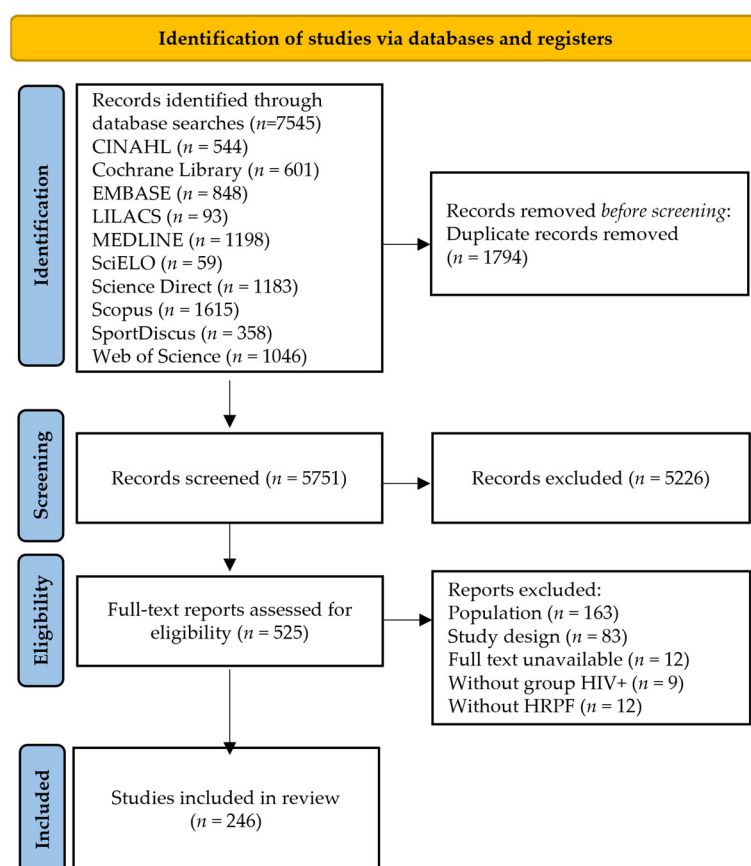 Identification of studies via databases and registers
Identification
Records identified through
database searches (n=7545)
CINAHL (n = 544)
Cochrane Library (n = 601)
EMBASE (n = 848)
LILACS (n = 93)
MEDLINE (n = 1198)
SciELO (n = 59)
Science Direct (n = 1183)
Scopus (n = 1615)
SportDiscus (n = 358)
Web of Science (n = 1046)
Records removed before screening:
Duplicate records removed
(n = 1794)
Screening
Records screened (n = 5751)
Records excluded (n = 5226)
Eligibility
Full-text reports assessed for
eligibility (n = 525)
Reports excluded:
Population (n = 163)
Study design (n = 83)
Full text unavailable (n = 12)
Without group HIV+ (n = 9)
Without HRPF (n = 12)
Included
Studies included in review
(n = 246)